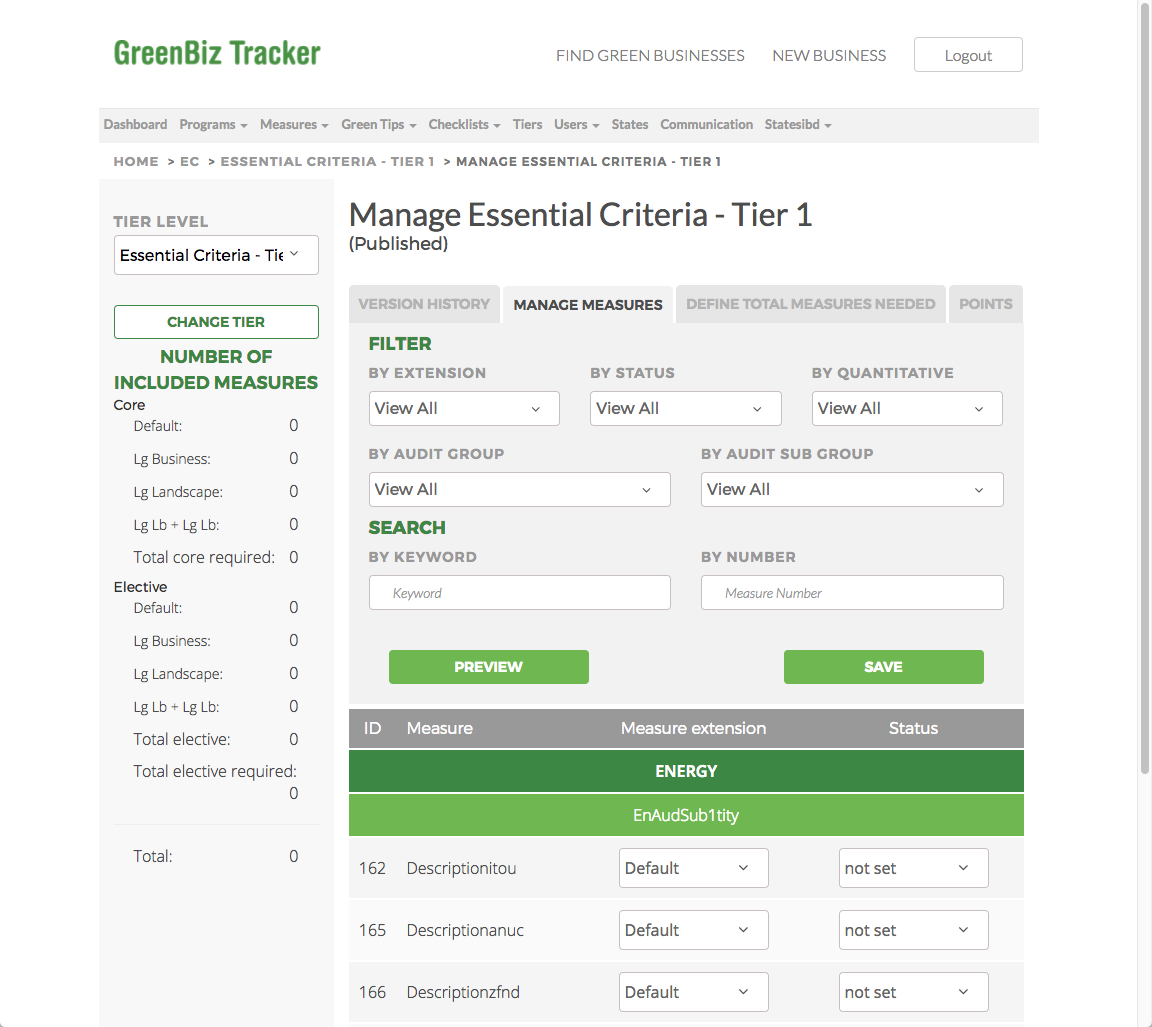 GreenBiz Tracker
FIND GREEN BUSINESSES NEW BUSINESS Logout
Dashboard Programs Measures Green Tips Checklists Tiers Users States Communication Statesibd
HOME > EC > ESSENTIAL CRITERIA - TIER 1 > MANAGE ESSENTIAL CRITERIA - TIER 1
TIER LEVEL
Essential Criteria - Tie
CHANGE TIER
NUMBER OF
INCLUDED MEASURES
Core
Default: 0
Lg Business: 0
Lg Landscape: 0
Lg Lb + Lg Lb: 0
Total core required: 0
Elective
Default: 0
Lg Business: 0
Lg Landscape: 0
Lg Lb + Lg Lb: 0
Total elective: 0
Total elective required:
0
Total: 0
Manage Essential Criteria - Tier 1
(Published)
VERSION HISTORY MANAGE MEASURES DEFINE TOTAL MEASURES NEEDED POINTS
FILTER
BY EXTENSION BY STATUS BY QUANTITATIVE
View All View All View All
BY AUDIT GROUP BY AUDIT SUB GROUP
View All View All
SEARCH
BY KEYWORD BY NUMBER
Keyword Measure Number
PREVIEW SAVE
ID Measure Measure extension Status
ENERGY
EnAudSub1tity
162 Descriptionitou Default not set
165 Descriptionanuc Default not set
166 Descriptionzfnd Default not set